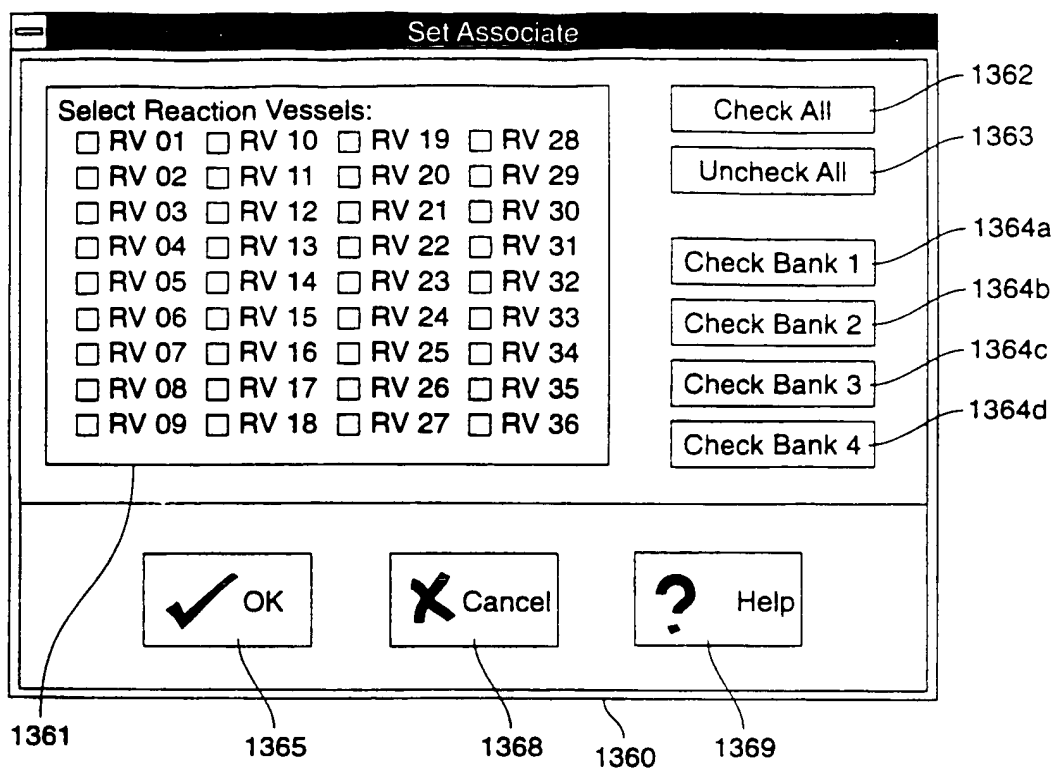 Set Associate
Select Reaction Vessels:
RV 01 RV 10 RV 19 RV 28
RV 02 RV 11 RV 20 RV 29
RV 03 RV 12 RV 21 RV 30
RV 04 RV 13 RV 22 RV 31
RV 05 RV 14 RV 23 RV 32
RV 06 RV 15 RV 24 RV 33
RV 07 RV 16 RV 25 RV 34
RV 08 RV 17 RV 26 RV 35
RV 09 RV 18 RV 27 RV 36
Check All
Uncheck All
Check Bank 1
Check Bank 2
Check Bank 3
Check Bank 4
1362
1363
1364a
1364b
1364c
1364d
OK
Cancel
? Help
1361
1365
1368
1360
1369